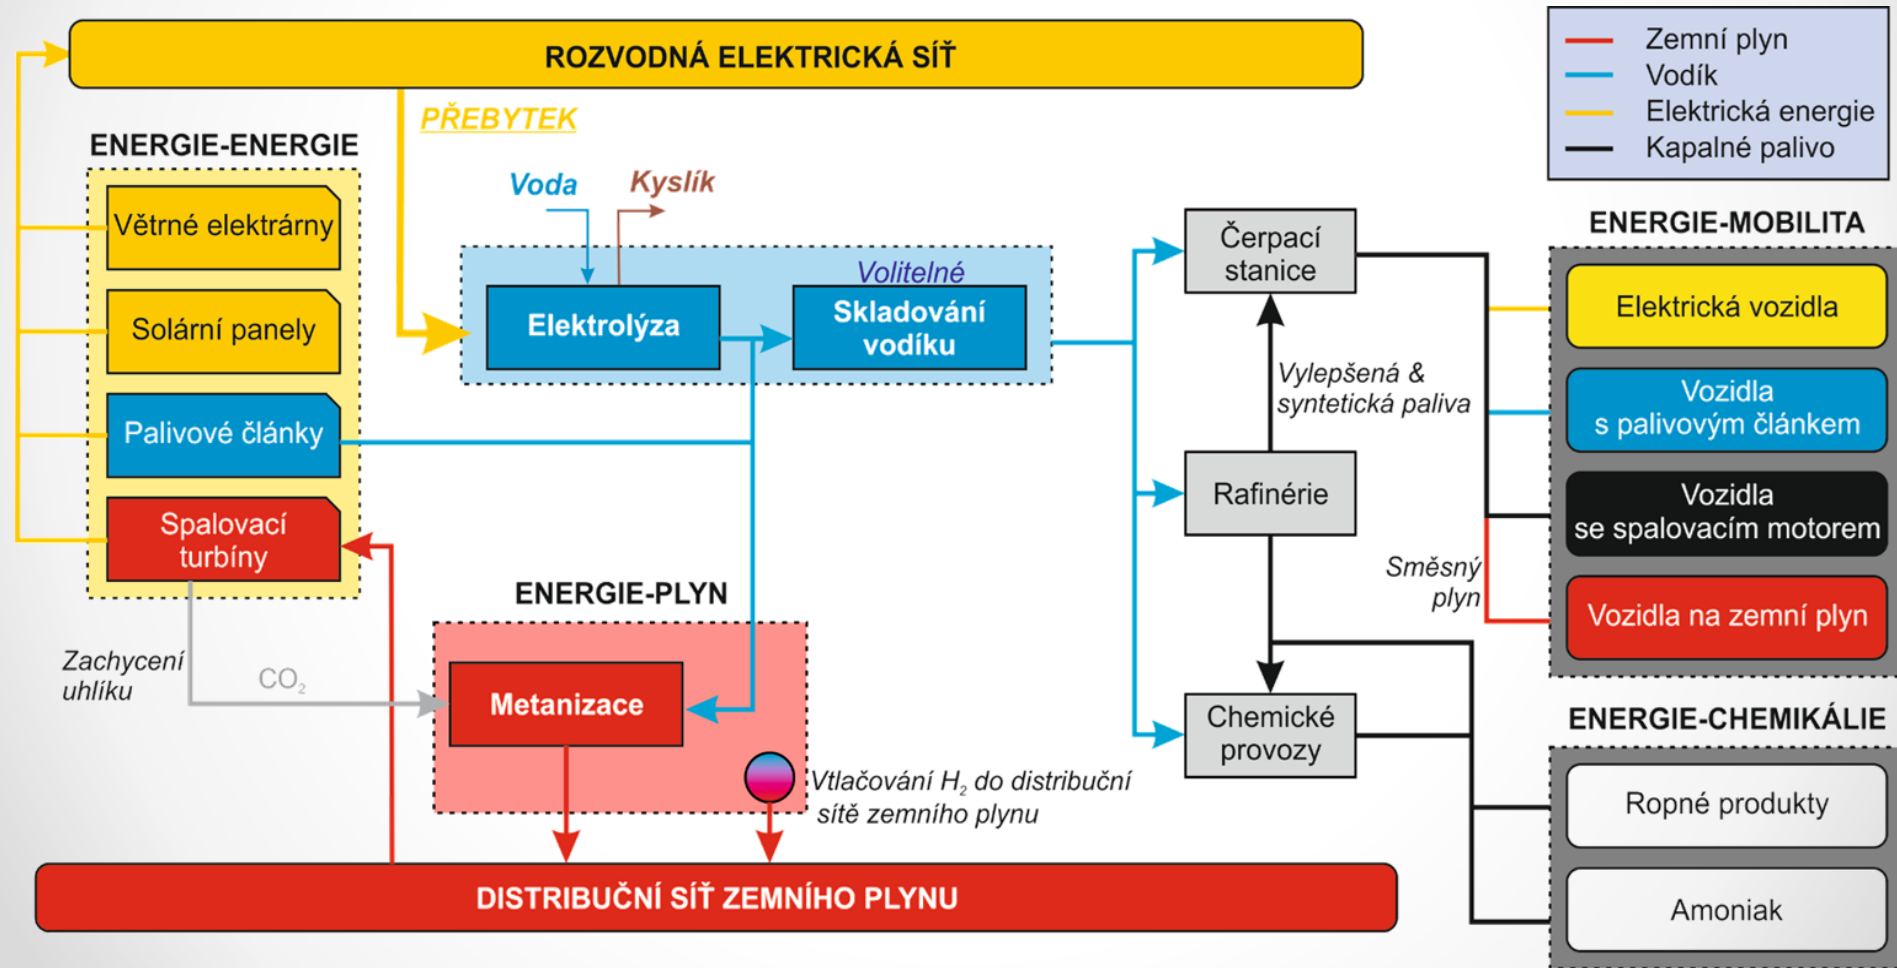 ROZVODNÁ ELEKTRICKÁ SÍŤ
Zemní plyn
Vodík
Elektrická energie
Kapalné palivo
PŘEBYTEK
ENERGIE-ENERGIE
Větrné elektrárny
Solární panely
Palivové články
Spalovací
turbíny
Voda
Kyslík
Volitelné
Elektrolýza
Skladování
vodíku
Čerpací
stanice
Vylepšená &
syntetická paliva
Rafinérie
Chemické
provozy
ENERGIE-MOBILITA
Elektrická vozidla
Vozidla
s palivovým článkem
Vozidla
se spalovacím motorem
Směsný
plyn
Vozidla na zemní plyn
ENERGIE-CHEMIKÁLIE
Ropné produkty
Amoniak
ENERGIE-PLYN
Zachycení
uhlíku
CO₂
Metanizace
Vtlačování H₂ do distribuční
sítě zemního plynu
DISTRIBUČNÍ SÍŤ ZEMNÍHO PLYNU